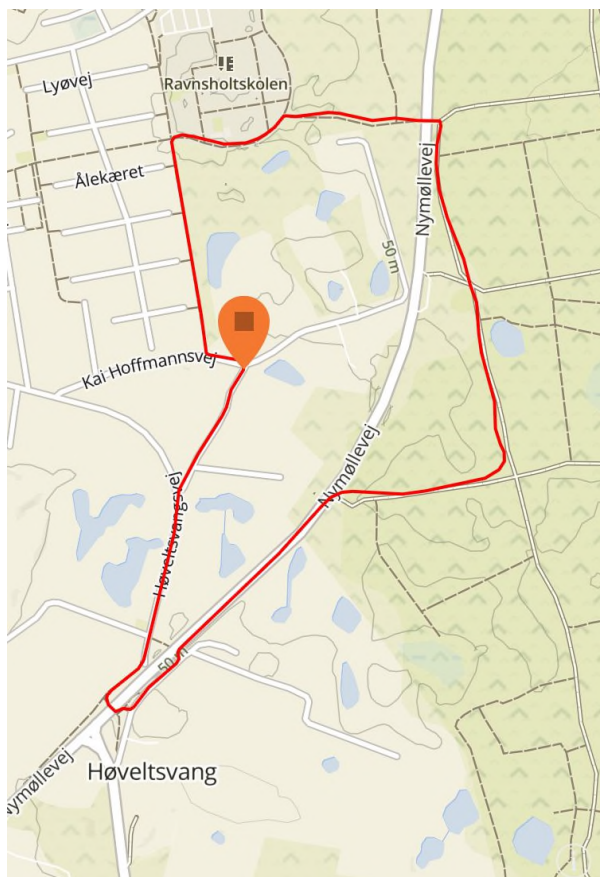 Lyøvej
Ravnsholtskolen
Ålekæret
Nymøllevej
50 m
Kai Hoffmannsvej
Nymøllevej
Høveltsvangsvej
50 m
Høveltsvang
Nymøllevej